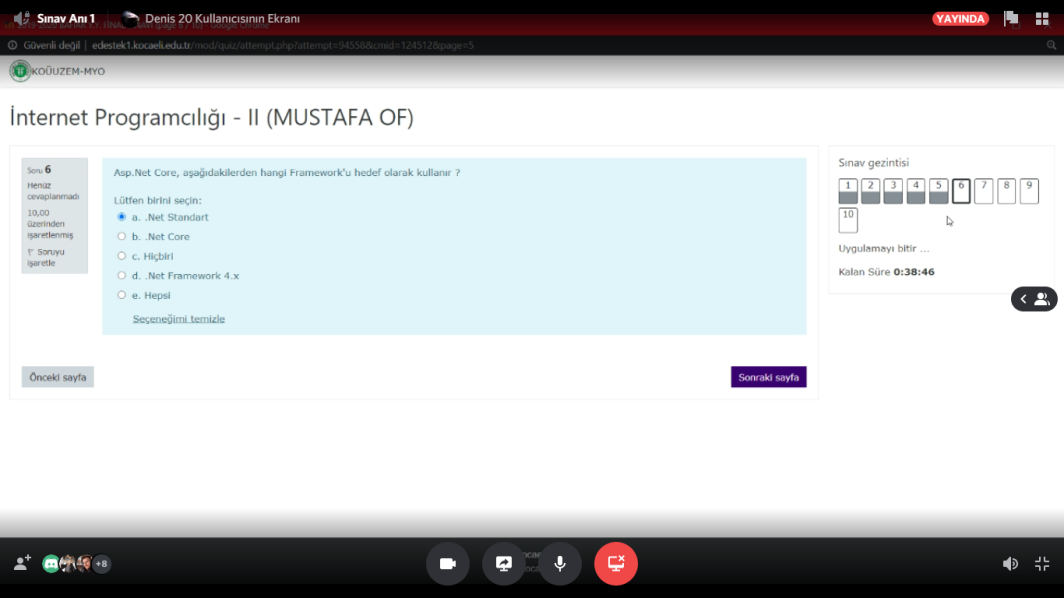 Sınav Anı 1
Denis 20 Kullanıcısının Ekranı
YAYINDA
Google Chrome
Güvenli değil | edestek1.kocaeli.edu.tr/mod/quiz/attempt.php?attempt=94558&cmid=124512&page=5
KOÜUZEM-MYO
İnternet Programcılığı - II (MUSTAFA OF)
Soru 6
Henüz
cevaplanmadı
10,00
üzerinden
işaretlenmiş
Soruyu
işaretle
Asp.Net Core, aşağıdakilerden hangi Framework'u hedef olarak kullanır ?
Lütfen birini seçin:
a. .Net Standart
b. .Net Core
c. Hiçbiri
d. .Net Framework 4.x
e. Hepsi
Seçeneğimi temizle
Önceki sayfa
Sonraki sayfa
Sınav gezintisi
1 2 3 4 5 6 7 8 9
10
Uygulamayı bitir ...
Kalan Süre 0:38:46
+8